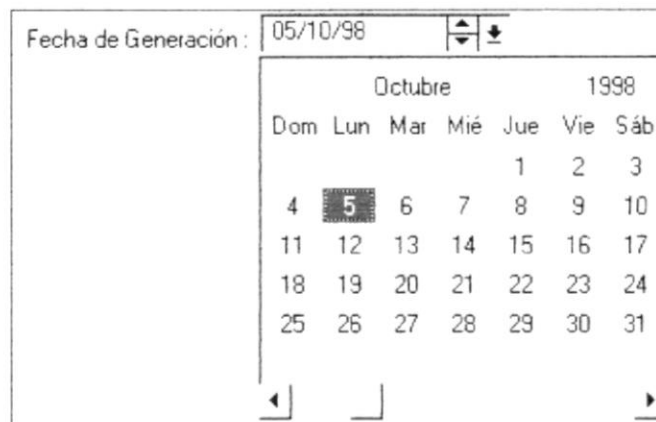 Fecha de Generación : 05/10/98
Octubre 1998
Dom Lun Mar Mié Jue Vie Sáb
1 2 3
4 5 6 7 8 9 10
11 12 13 14 15 16 17
18 19 20 21 22 23 24
25 26 27 28 29 30 31